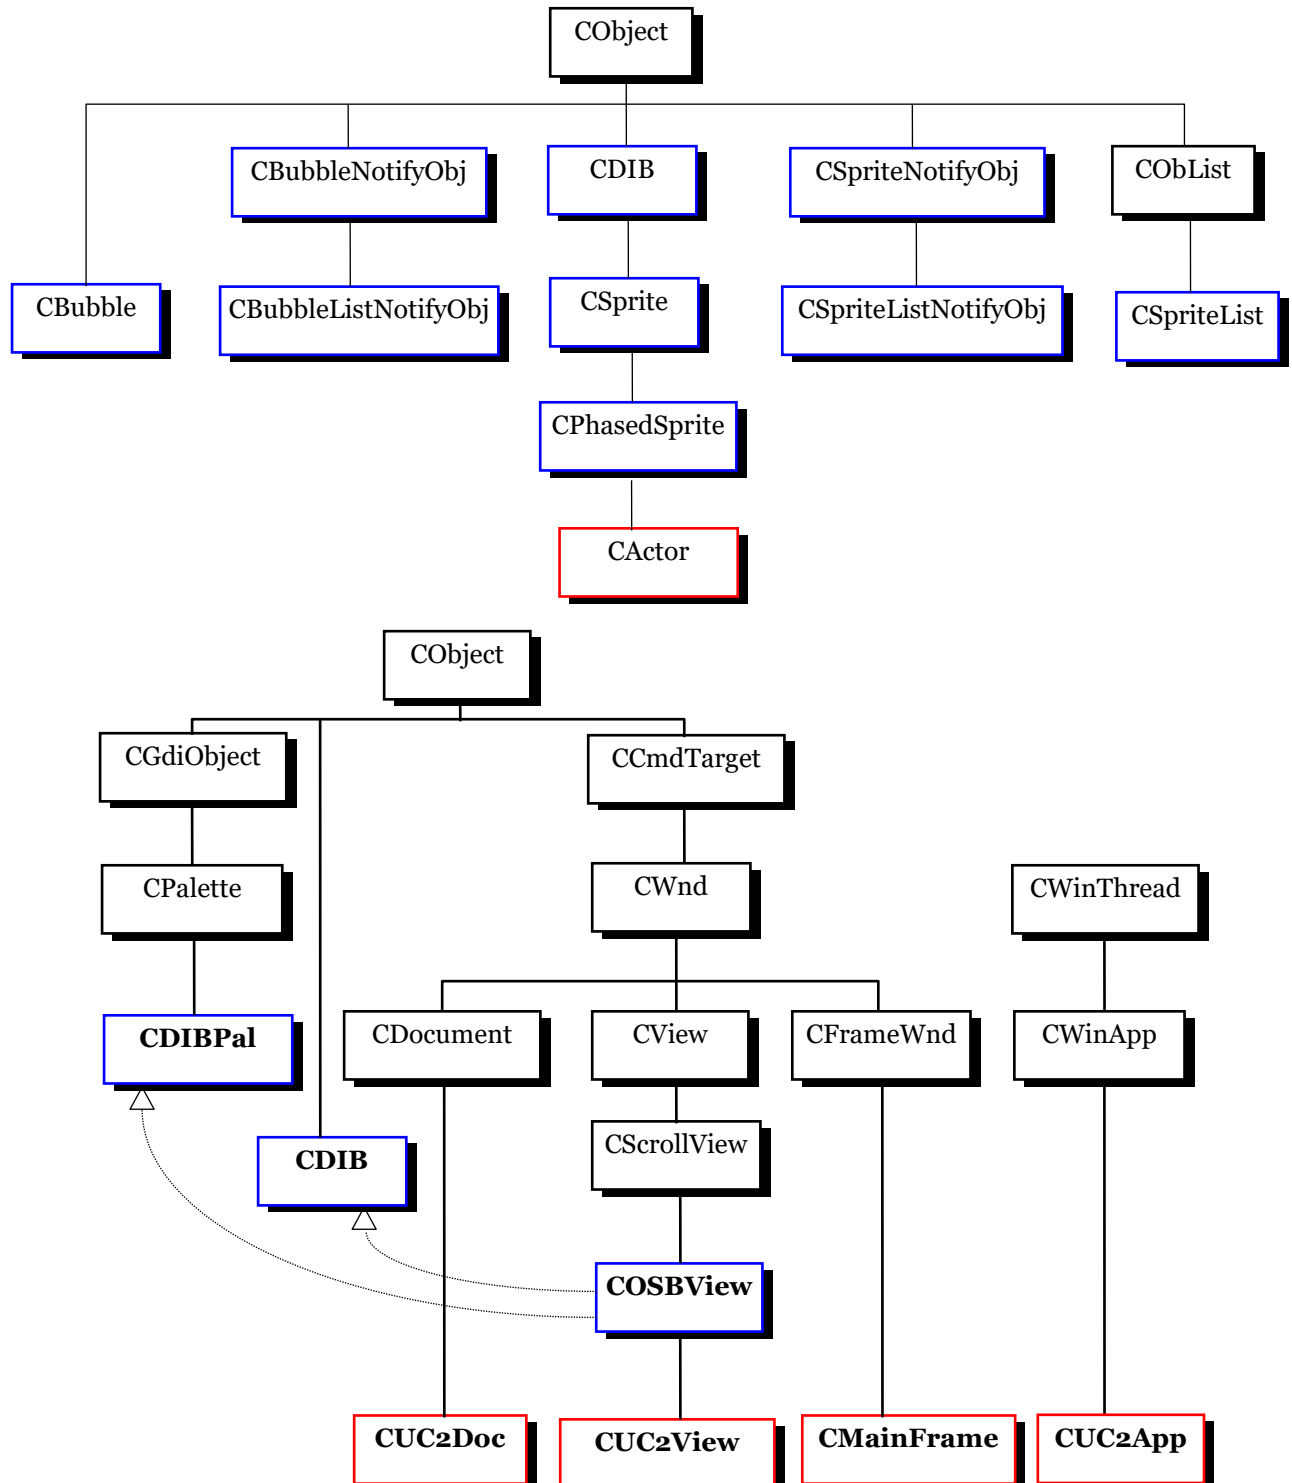 CObject
CBubbleNotifyObj
CDIB
CSpriteNotifyObj
CObList
CBubble
CBubbleListNotifyObj
CSprite
CSpriteListNotifyObj
CSpriteList
CPhasedSprite
CActor
CObject
CGdiObject
CCmdTarget
CPalette
CWnd
CWinThread
CDIBPal
CDocument
CView
CFrameWnd
CWinApp
CDIB
CScrollView
COSBView
CUC2Doc
CUC2View
CMainFrame
CUC2App